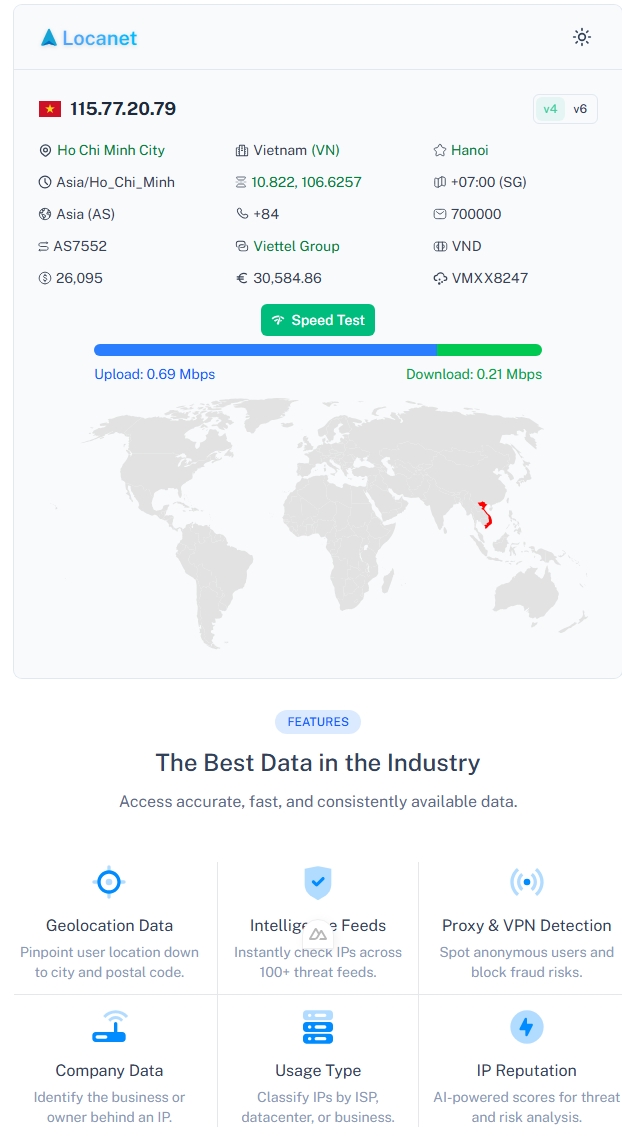 Locanet
115.77.20.79
v4 v6
Ho Chi Minh City Vietnam (VN) Hanoi
Asia/Ho_Chi_Minh 10.822, 106.6257 +07:00 (SG)
Asia (AS) +84 700000
AS7552 Viettel Group VND
26,095 30,584.86 VMXX8247
Speed Test
Upload: 0.69 Mbps Download: 0.21 Mbps
FEATURES
The Best Data in the Industry
Access accurate, fast, and consistently available data.
Geolocation Data
Pinpoint user location down
to city and postal code.
Intelligence Feeds
Instantly check IPs across
100+ threat feeds.
Proxy & VPN Detection
Spot anonymous users and
block fraud risks.
Company Data
Identify the business or
owner behind an IP.
Usage Type
Classify IPs by ISP,
datacenter, or business.
IP Reputation
AI-powered scores for threat
and risk analysis.